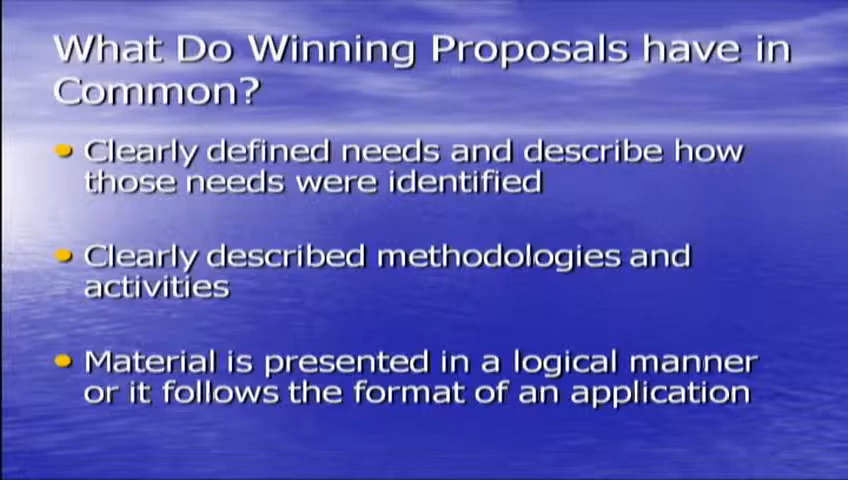 What Do Winning Proposals have in
Common?
Clearly defined needs and describe how
those needs were identified
Clearly described methodologies and
activities
Material is presented in a logical manner
or it follows the format of an application